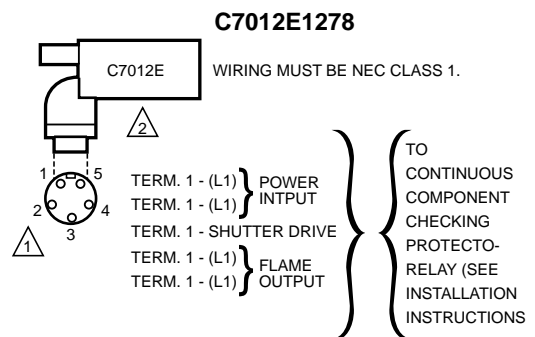 C7012E1278
C7012E
WIRING MUST BE NEC CLASS 1.
2
1
5
2
4
3
1
TERM. 1 - (L1)
TERM. 1 - (L1)
POWER
INTPUT
TERM. 1 - SHUTTER DRIVE
TERM. 1 - (L1)
TERM. 1 - (L1)
FLAME
OUTPUT
TO
CONTINUOUS
COMPONENT
CHECKING
PROTECTO-
RELAY (SEE
INSTALLATION
INSTRUCTIONS